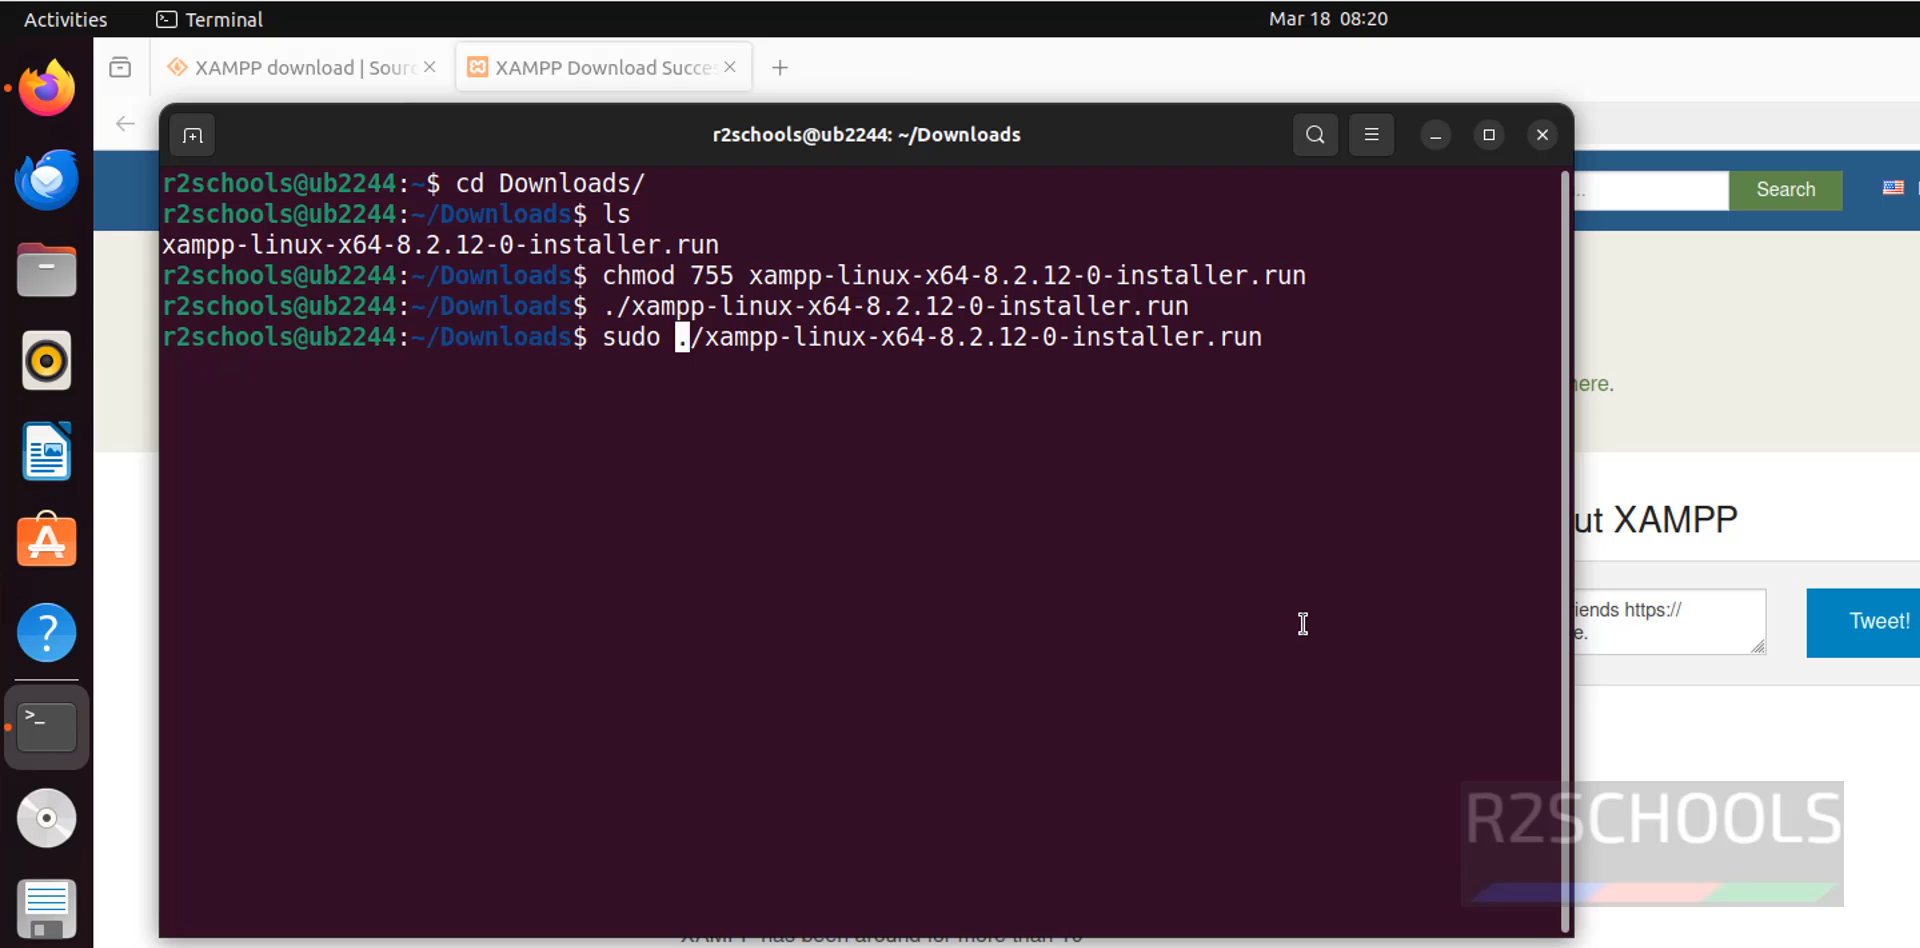 Activities Terminal Mar 18 08:20
XAMPP download | Sour XAMPP Download Succes
r2schools@ub2244: ~/Downloads
r2schools@ub2244:~$ cd Downloads/
r2schools@ub2244:~/Downloads$ ls
xampp-linux-x64-8.2.12-0-installer.run
r2schools@ub2244:~/Downloads$ chmod 755 xampp-linux-x64-8.2.12-0-installer.run
r2schools@ub2244:~/Downloads$ ./xampp-linux-x64-8.2.12-0-installer.run
r2schools@ub2244:~/Downloads$ sudo ./xampp-linux-x64-8.2.12-0-installer.run
Search
here.
ut XAMPP
iends https://
e.
Tweet!
R2SCHOOLS